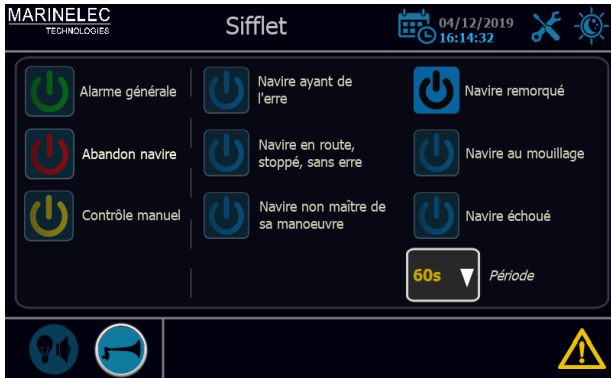 MARINELEC
TECHNOLOGIES
Sifflet
04/12/2019
16:14:32
Alarme générale
Navire ayant de
l'erre
Navire remorqué
Abandon navire
Navire en route,
stoppé, sans erre
Navire au mouillage
Contrôle manuel
Navire non maître de
sa manoeuvre
Navire échoué
60s
Période